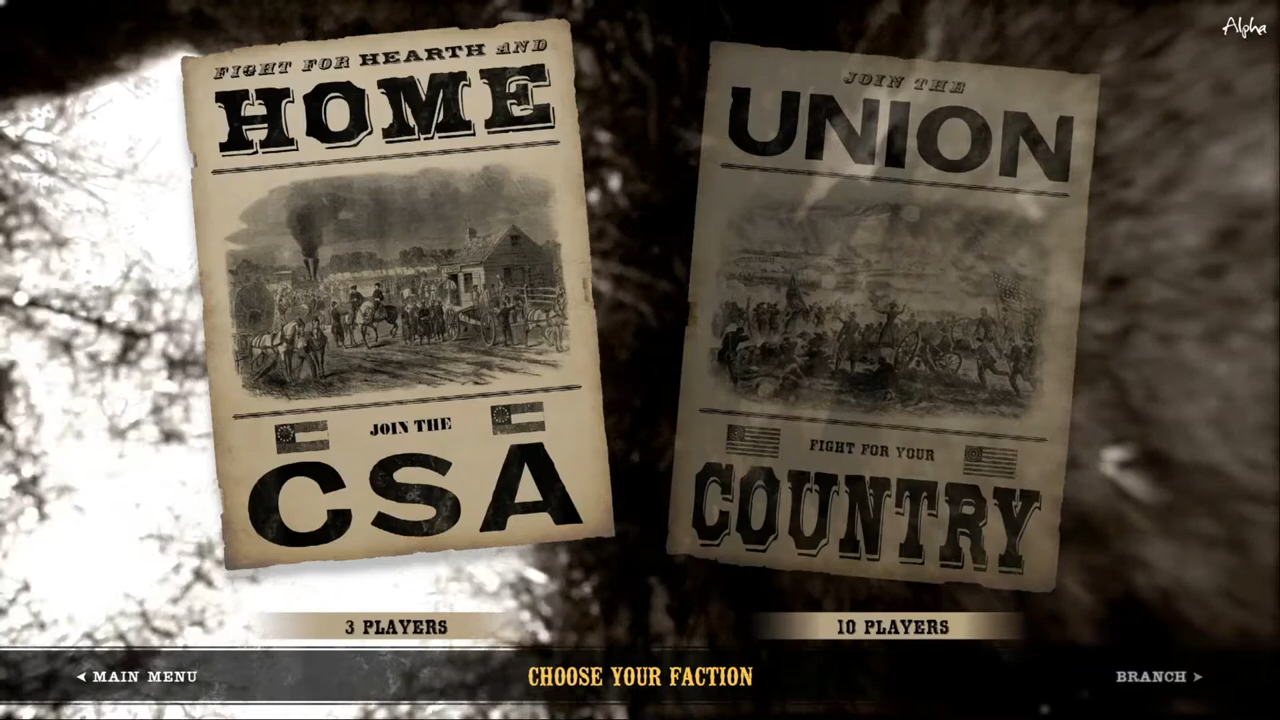 Alpha
FIGHT FOR HEARTH AND
HOME
JOIN THE
CSA
JOIN THE
UNION
FIGHT FOR YOUR
COUNTRY
3 PLAYERS
10 PLAYERS
MAIN MENU
CHOOSE YOUR FACTION
BRANCH